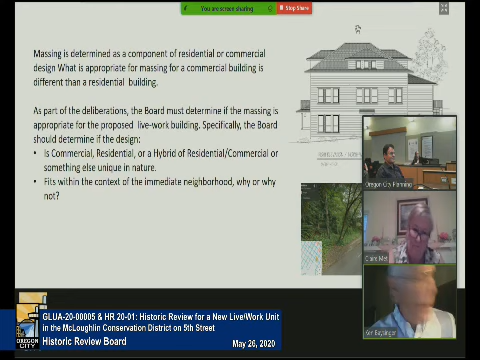 You are screen sharing
Stop Share
Massing is determined as a component of residential or commercial
design What is appropriate for massing for a commercial building is
different than a residential building.
As part of the deliberations, the Board must determine if the massing is
appropriate for the proposed live-work building. Specifically, the Board
should determine if the design:
• Is Commercial, Residential, or a Hybrid of Residential/Commercial or
something else unique in nature.
• Fits within the context of the immediate neighborhood, why or why
not?
Oregon City Planning
Claire Met
Ken Baysinger
GLUA-20-00005 & HR 20-01: Historic Review for a New Live/Work Unit
in the McLoughlin Conservation District on 5th Street
Historic Review Board
May 26, 2020
OREGON
CITY